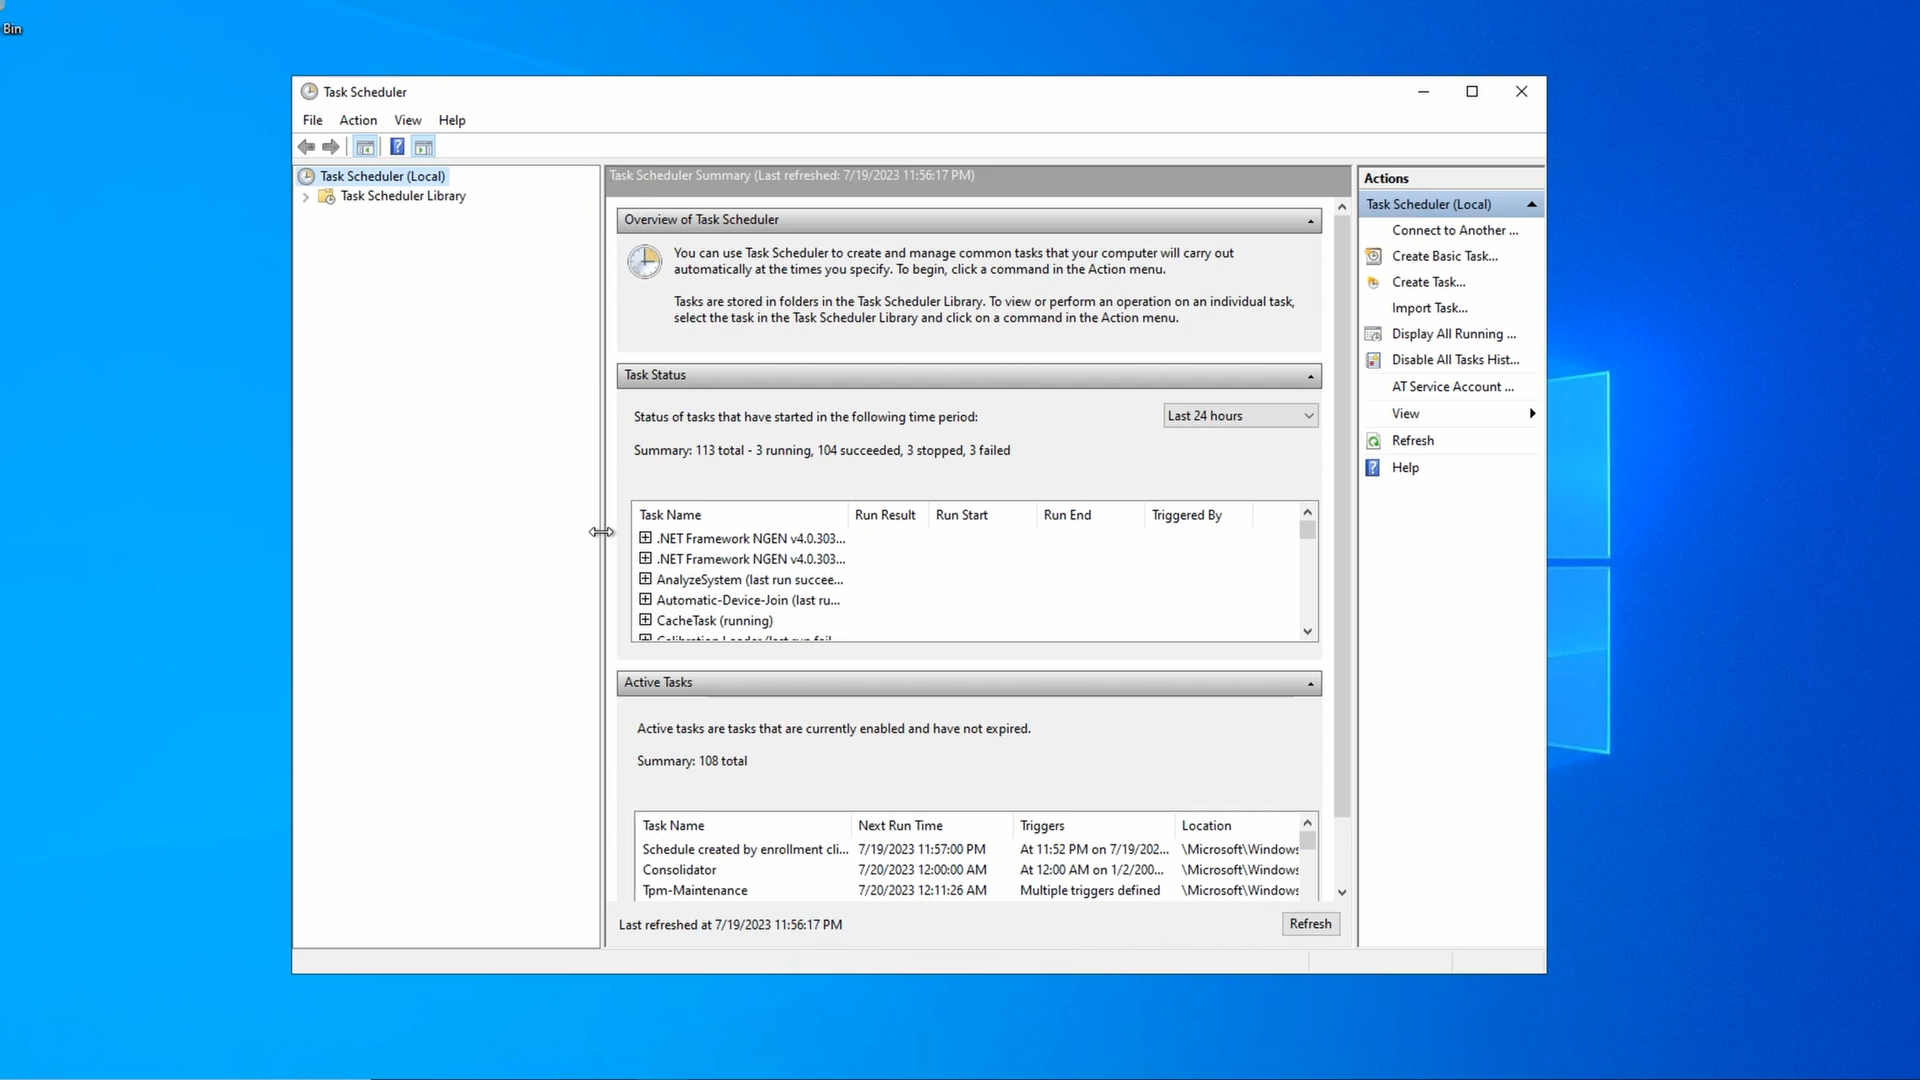 Bin
Task Scheduler
File Action View Help
Task Scheduler (Local)
Task Scheduler Library
Task Scheduler Summary (Last refreshed: 7/19/2023 11:56:17 PM)
Overview of Task Scheduler
You can use Task Scheduler to create and manage common tasks that your computer will carry out
automatically at the times you specify. To begin, click a command in the Action menu.
Tasks are stored in folders in the Task Scheduler Library. To view or perform an operation on an individual task,
select the task in the Task Scheduler Library and click on a command in the Action menu.
Task Status
Status of tasks that have started in the following time period:
Last 24 hours
Summary: 113 total - 3 running, 104 succeeded, 3 stopped, 3 failed
Task Name Run Result Run Start Run End Triggered By
.NET Framework NGEN v4.0.303...
.NET Framework NGEN v4.0.303...
AnalyzeSystem (last run succee...
Automatic-Device-Join (last ru...
CacheTask (running)
Calibration Loader (last run fail...
Active Tasks
Active tasks are tasks that are currently enabled and have not expired.
Summary: 108 total
Task Name Next Run Time Triggers Location
Schedule created by enrollment cli... 7/19/2023 11:57:00 PM At 11:52 PM on 7/19/202... \Microsoft\Windows
Consolidator 7/20/2023 12:00:00 AM At 12:00 AM on 1/2/200... \Microsoft\Windows
Tpm-Maintenance 7/20/2023 12:11:26 AM Multiple triggers defined \Microsoft\Windows
Last refreshed at 7/19/2023 11:56:17 PM
Refresh
Actions
Task Scheduler (Local)
Connect to Another ...
Create Basic Task...
Create Task...
Import Task...
Display All Running ...
Disable All Tasks Hist...
AT Service Account ...
View
Refresh
Help